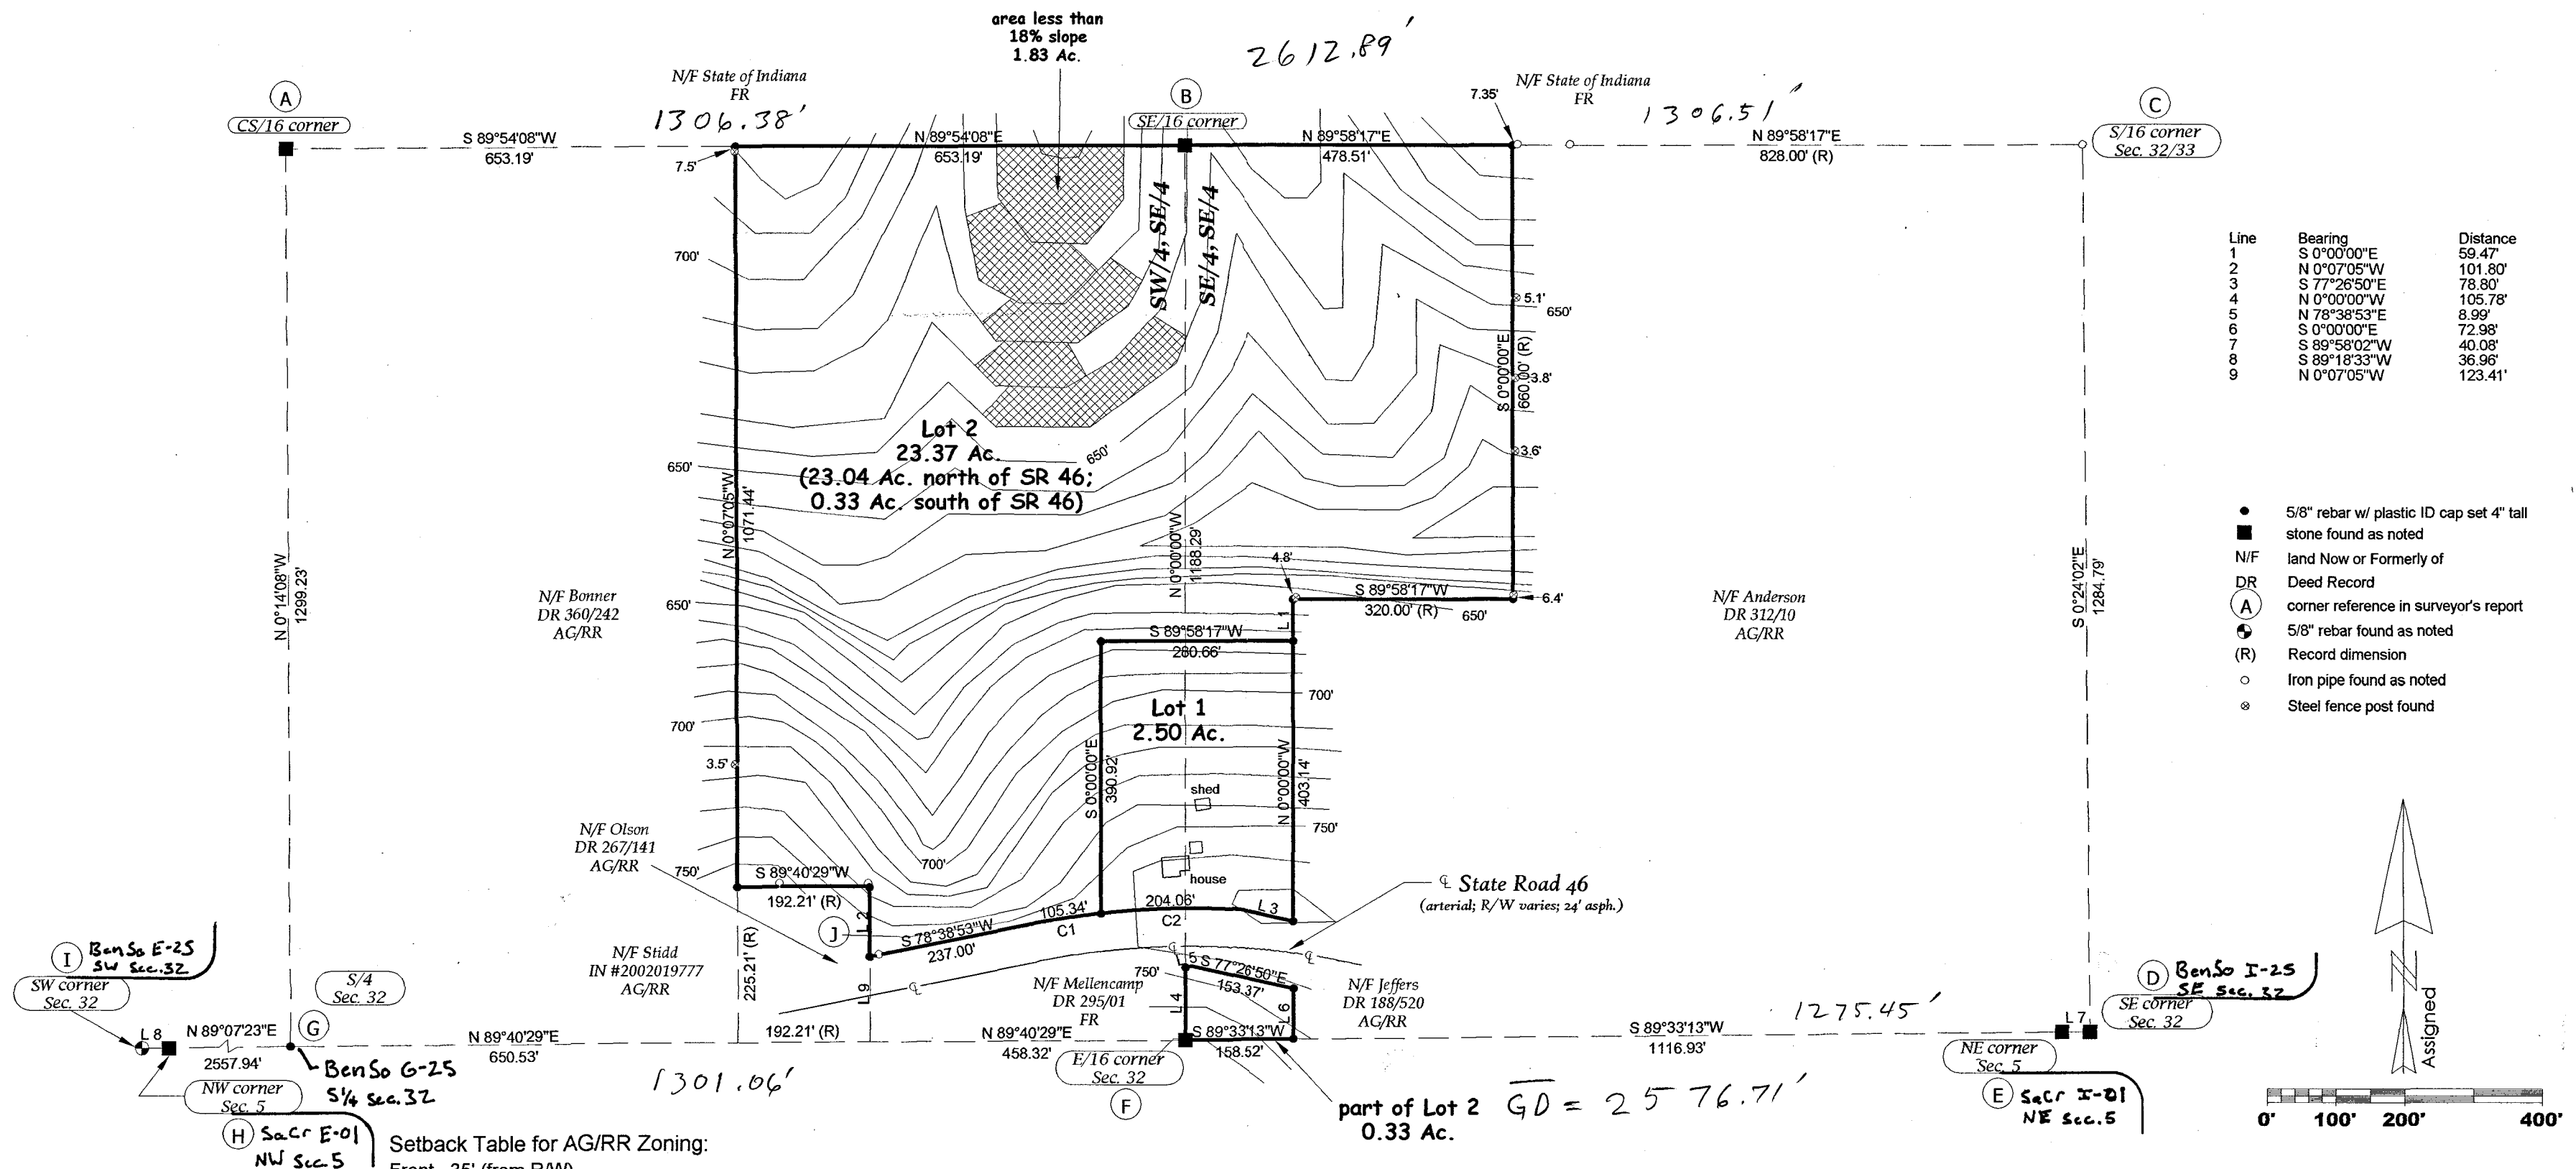 area less than
18% slope
1.83 Ac.
2612.89'
N/F State of Indiana
FR
1306.38'
N/F State of Indiana
FR
7.35'
1306.51'
A
CS/16 corner
B
SE/16 corner
C
S/16 corner
Sec. 32/33
S 89°54'08"W
653.19'
N 89°54'08"E
653.19'
N 89°58'17"E
478.51'
N 89°58'17"E
828.00' (R)
7.5'
SW/4, SE/4
SE/4, SE/4
700'
5.1'
650'
S 0°00'00"E
660.00' (R)
3.8'
3.6'
Line Bearing Distance
1 S 0°00'00"E 59.47'
2 N 0°07'05"W 101.80'
3 S 77°26'50"E 78.80'
4 N 0°00'00"W 105.78'
5 N 78°38'53"E 8.99'
6 S 0°00'00"E 72.98'
7 S 89°58'02"W 40.08'
8 S 89°18'33"W 36.96'
9 N 0°07'05"W 123.41'
Lot 2
23.37 Ac.
(23.04 Ac. north of SR 46;
0.33 Ac. south of SR 46)
650'
650'
N 0°07'05"W
1071.44'
N 0°00'00"W
1188.29'
4.8'
S 89°58'17"W
320.00' (R)
6.4'
650'
650'
N 0°14'08"W
1299.23'
S 0°24'02"E
1284.79'
5/8" rebar w/ plastic ID cap set 4" tall
stone found as noted
N/F land Now or Formerly of
DR Deed Record
A corner reference in surveyor's report
5/8" rebar found as noted
(R) Record dimension
Iron pipe found as noted
Steel fence post found
N/F Bonner
DR 360/242
AG/RR
N/F Anderson
DR 312/10
AG/RR
L 1
S 89°58'17"W
280.66'
700'
Lot 1
2.50 Ac.
700'
3.5'
S 0°00'00"E
390.92'
N 0°00'00"W
403.14'
shed
750'
house
N/F Olson
DR 267/141
AG/RR
700'
750'
S 89°40'29"W
192.21' (R)
L 2
J
S 78°38'53"W
237.00'
105.34'
C1
204.06'
C2
L 3
℄ State Road 46
(arterial; R/W varies; 24' asph.)
℄
℄
℄
N/F Stidd
IN #2002019777
AG/RR
225.21' (R)
L 9
N/F Mellencamp
DR 295/01
FR
750'
L 4
5
S 77°26'50"E
153.37'
L 6
N/F Jeffers
DR 188/520
AG/RR
I
BenSo E-25
SW Sec.32
SW corner
Sec. 32
S/4
Sec. 32
G
L 8
N 89°07'23"E
2557.94'
N 89°40'29"E
650.53'
192.21' (R)
N 89°40'29"E
458.32'
S 89°33'13"W
158.52'
S 89°33'13"W
1116.93'
1275.45'
L 7
D
BenSo I-25
SE Sec. 32
SE corner
Sec. 32
NE corner
Sec. 5
E
SaCr I-01
NE Sec.5
BenSo G-25
S1/4 Sec.32
NW corner
Sec. 5
H
SaCr E-01
NW Sec 5
1301.06'
E/16 corner
Sec. 32
F
part of Lot 2
0.33 Ac.
GD = 2576.71'
N
Assigned
0' 100' 200' 400'
Setback Table for AG/RR Zoning: